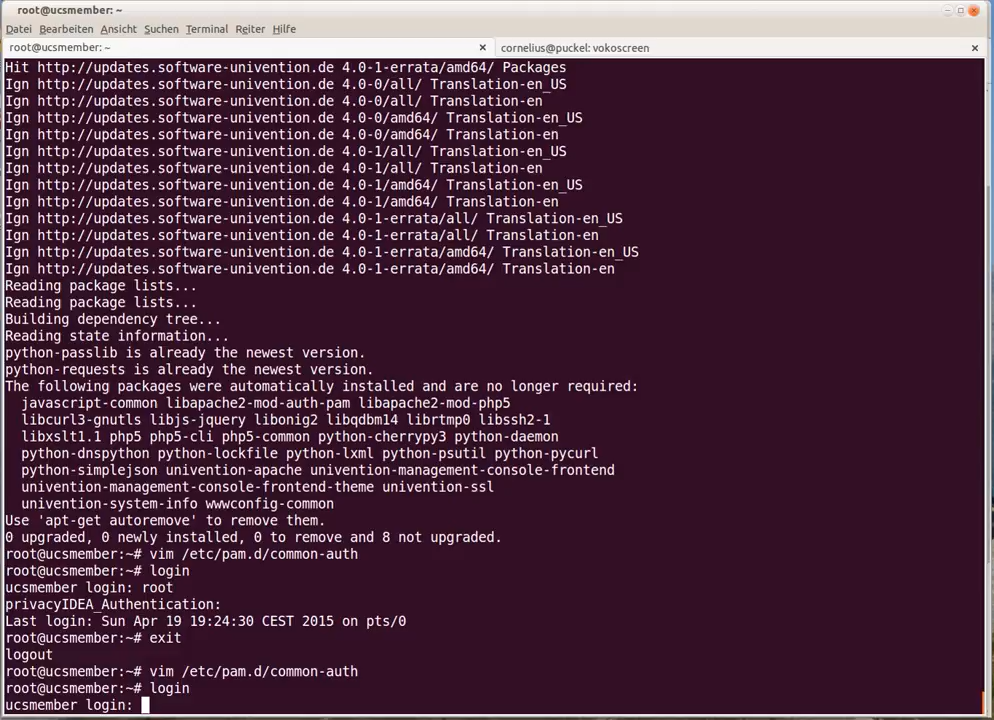 root@ucsmember: ~
Datei Bearbeiten Ansicht Suchen Terminal Reiter Hilfe
root@ucsmember: ~ × cornelius@puckel: vokoscreen ×
Hit http://updates.software-univention.de 4.0-1-errata/amd64/ Packages
Ign http://updates.software-univention.de 4.0-0/all/ Translation-en_US
Ign http://updates.software-univention.de 4.0-0/all/ Translation-en
Ign http://updates.software-univention.de 4.0-0/amd64/ Translation-en_US
Ign http://updates.software-univention.de 4.0-0/amd64/ Translation-en
Ign http://updates.software-univention.de 4.0-1/all/ Translation-en_US
Ign http://updates.software-univention.de 4.0-1/all/ Translation-en
Ign http://updates.software-univention.de 4.0-1/amd64/ Translation-en_US
Ign http://updates.software-univention.de 4.0-1/amd64/ Translation-en
Ign http://updates.software-univention.de 4.0-1-errata/all/ Translation-en_US
Ign http://updates.software-univention.de 4.0-1-errata/all/ Translation-en
Ign http://updates.software-univention.de 4.0-1-errata/amd64/ Translation-en_US
Ign http://updates.software-univention.de 4.0-1-errata/amd64/ Translation-en
Reading package lists...
Reading package lists...
Building dependency tree...
Reading state information...
python-passlib is already the newest version.
python-requests is already the newest version.
The following packages were automatically installed and are no longer required:
javascript-common libapache2-mod-auth-pam libapache2-mod-php5
libcurl3-gnutls libjs-jquery libonig2 libqdbm14 librtmp0 libssh2-1
libxslt1.1 php5 php5-cli php5-common python-cherrypy3 python-daemon
python-dnspython python-lockfile python-lxml python-psutil python-pycurl
python-simplejson univention-apache univention-management-console-frontend
univention-management-console-frontend-theme univention-ssl
univention-system-info wwwconfig-common
Use 'apt-get autoremove' to remove them.
0 upgraded, 0 newly installed, 0 to remove and 8 not upgraded.
root@ucsmember:~# vim /etc/pam.d/common-auth
root@ucsmember:~# login
ucsmember login: root
privacyIDEA_Authentication:
Last login: Sun Apr 19 19:24:30 CEST 2015 on pts/0
root@ucsmember:~# exit
logout
root@ucsmember:~# vim /etc/pam.d/common-auth
root@ucsmember:~# login
ucsmember login: